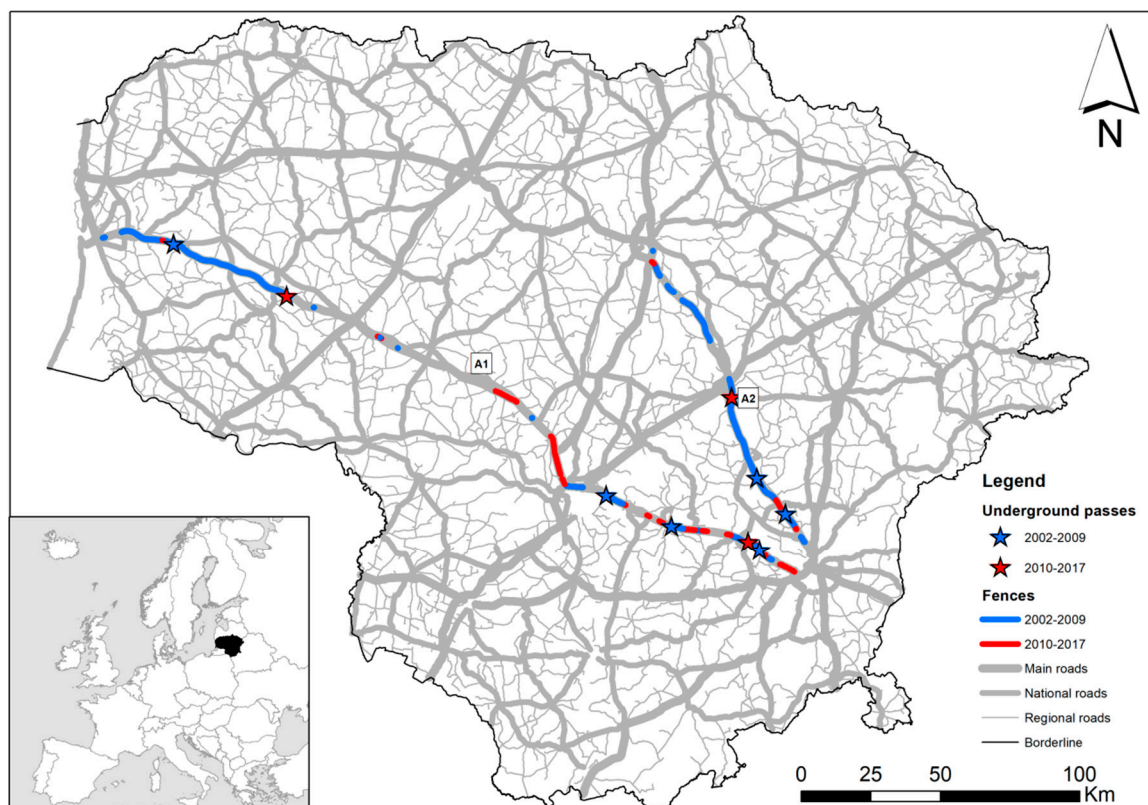 N
A1
A2
Legend
Underground passes
2002-2009
2010-2017
Fences
2002-2009
2010-2017
Main roads
National roads
Regional roads
Borderline
0 25 50 100
Km